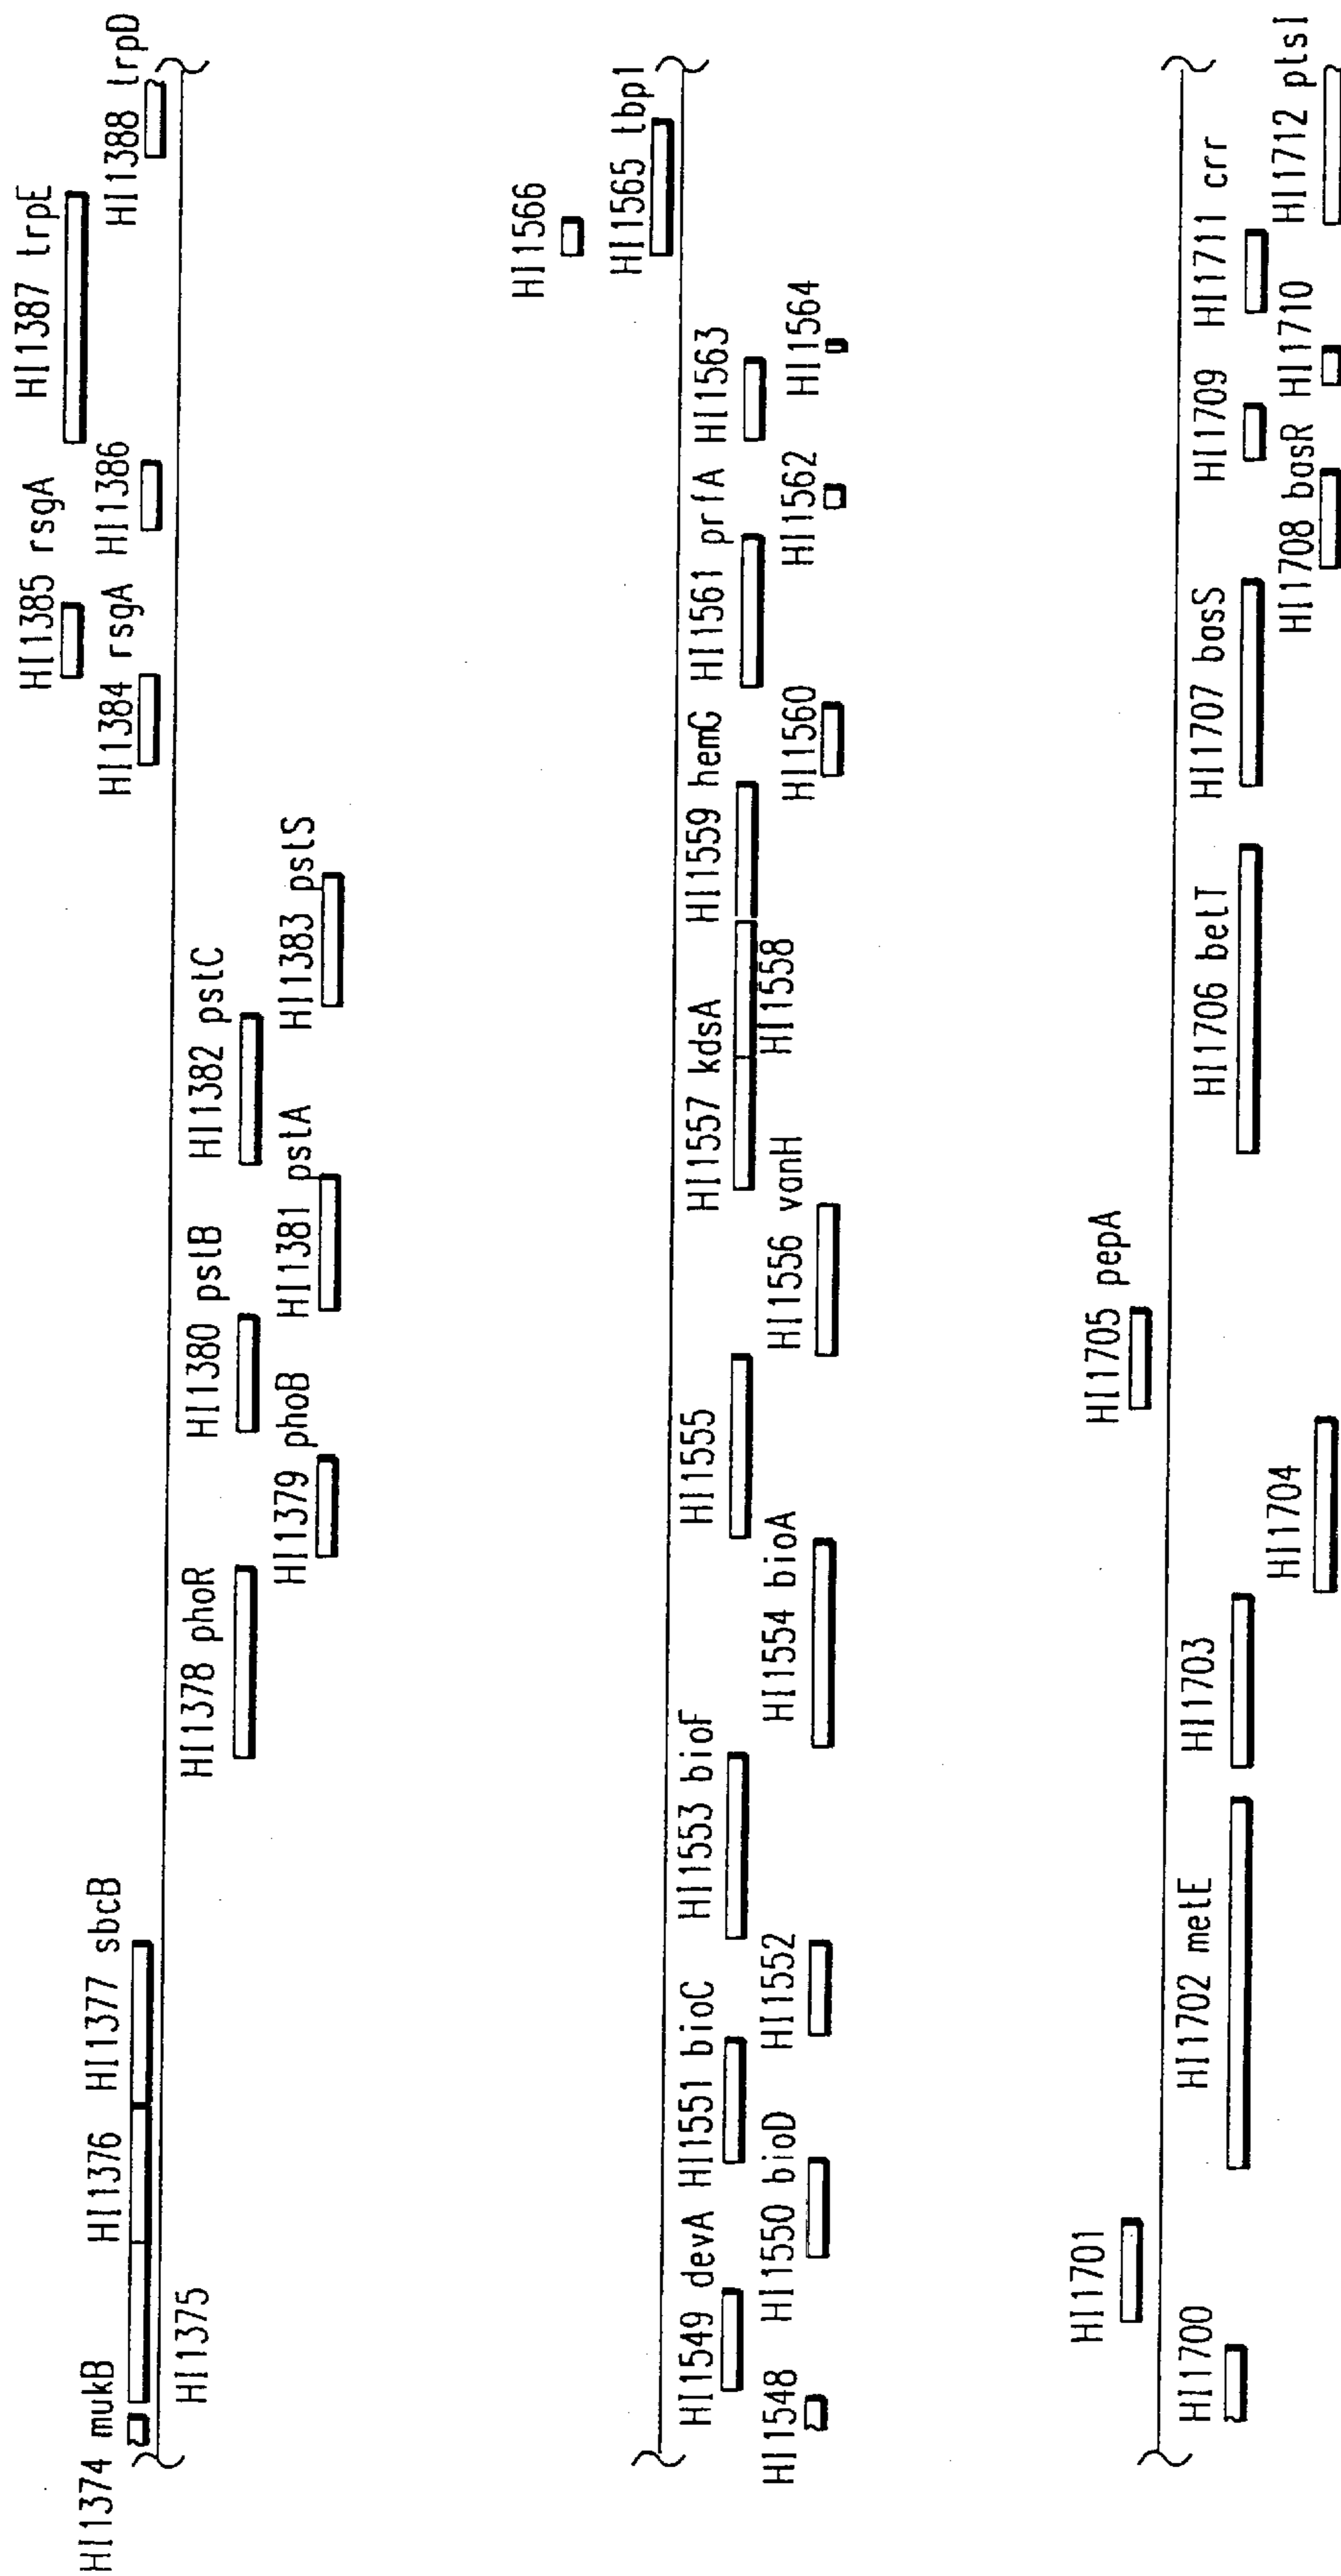 HI1374 mukB
HI1375
HI1376
HI1377 sbcB
HI1378 phoR
HI1379 phoB
HI1380 pstB
HI1381 pstA
HI1382 pstC
HI1383 pstS
HI1384 rsgA
HI1385 rsgA
HI1386
HI1387 trpE
HI1388 trpD
HI1548
HI1549 devA
HI1550 bioD
HI1551 bioC
HI1552
HI1553 bioF
HI1554 bioA
HI1555
HI1556 vanH
HI1557 kdsA
HI1558
HI1559 hemG
HI1560
HI1561 prfA
HI1562
HI1563
HI1564
HI1565 tbp1
HI1566
HI1700
HI1701
HI1702 metE
HI1703
HI1704
HI1705 pepA
HI1706 betT
HI1707 basS
HI1708 basR
HI1709
HI1710
HI1711 crr
HI1712 ptsI